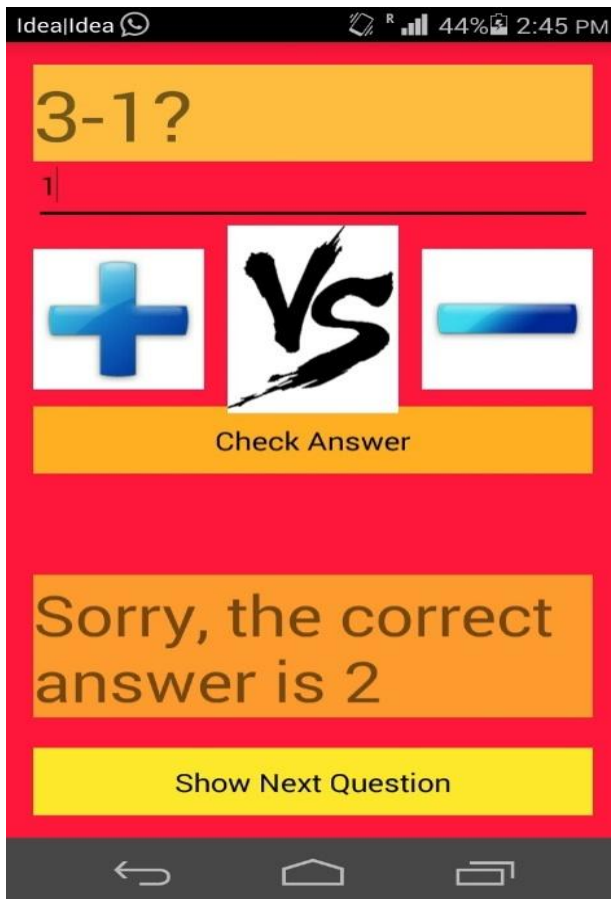 Idea|Idea R 44% 2:45 PM
3-1?
1
VS
Check Answer
Sorry, the correct
answer is 2
Show Next Question